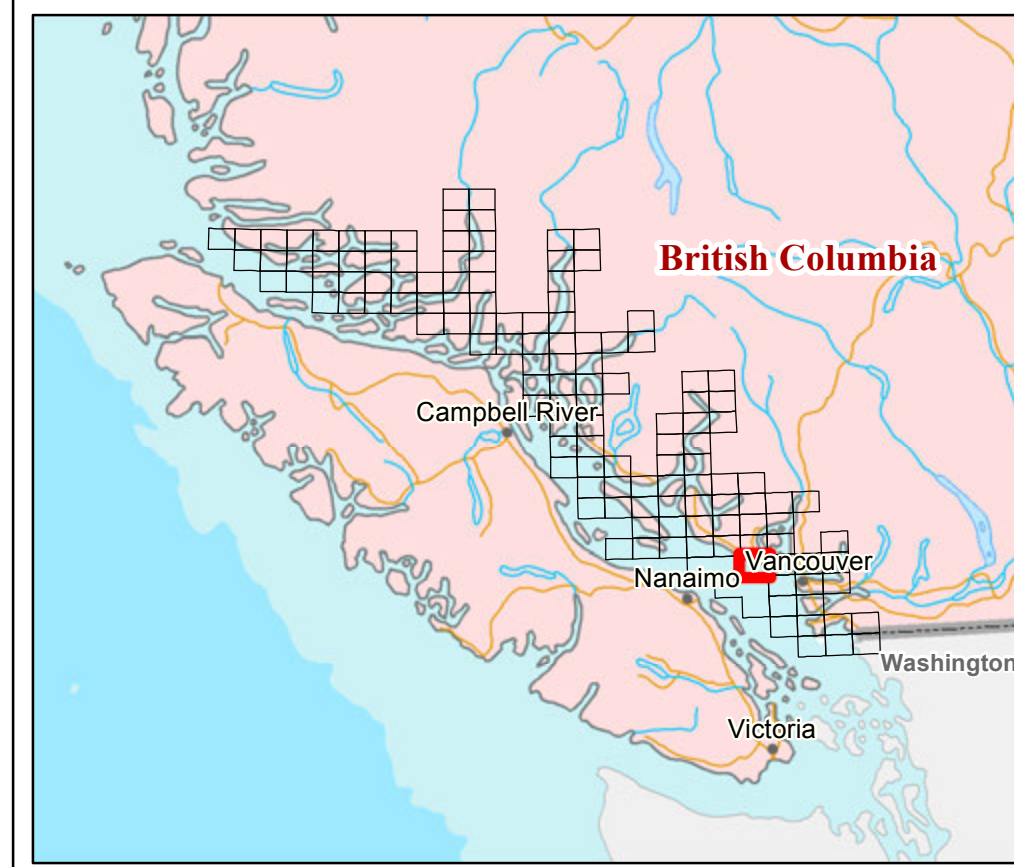 British Columbia
Campbell River
Vancouver
Nanaimo
Washington
Victoria